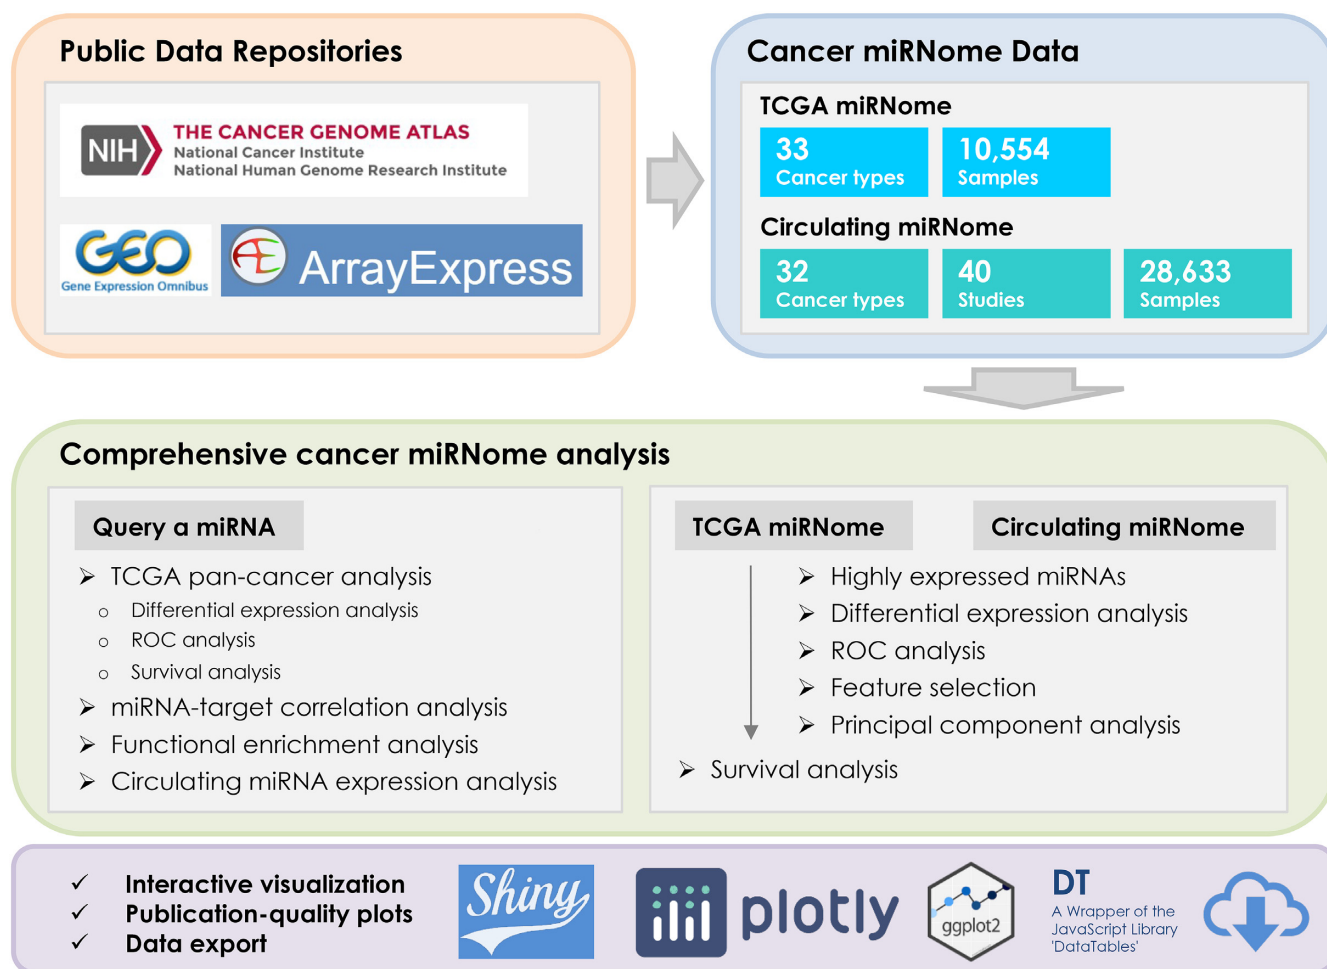 Public Data Repositories
NIH
THE CANCER GENOME ATLAS
National Cancer Institute
National Human Genome Research Institute
GEO
Gene Expression Omnibus
AE
ArrayExpress
Cancer miRNome Data
TCGA miRNome
33
Cancer types
10,554
Samples
Circulating miRNome
32
Cancer types
40
Studies
28,633
Samples
Comprehensive cancer miRNome analysis
Query a miRNA
➢ TCGA pan-cancer analysis
o Differential expression analysis
o ROC analysis
o Survival analysis
➢ miRNA-target correlation analysis
➢ Functional enrichment analysis
➢ Circulating miRNA expression analysis
TCGA miRNome
Circulating miRNome
➢ Highly expressed miRNAs
➢ Differential expression analysis
➢ ROC analysis
➢ Feature selection
➢ Principal component analysis
➢ Survival analysis
✓ Interactive visualization
✓ Publication-quality plots
✓ Data export
Shiny
plotly
ggplot2
DT
A Wrapper of the
JavaScript Library
'DataTables'